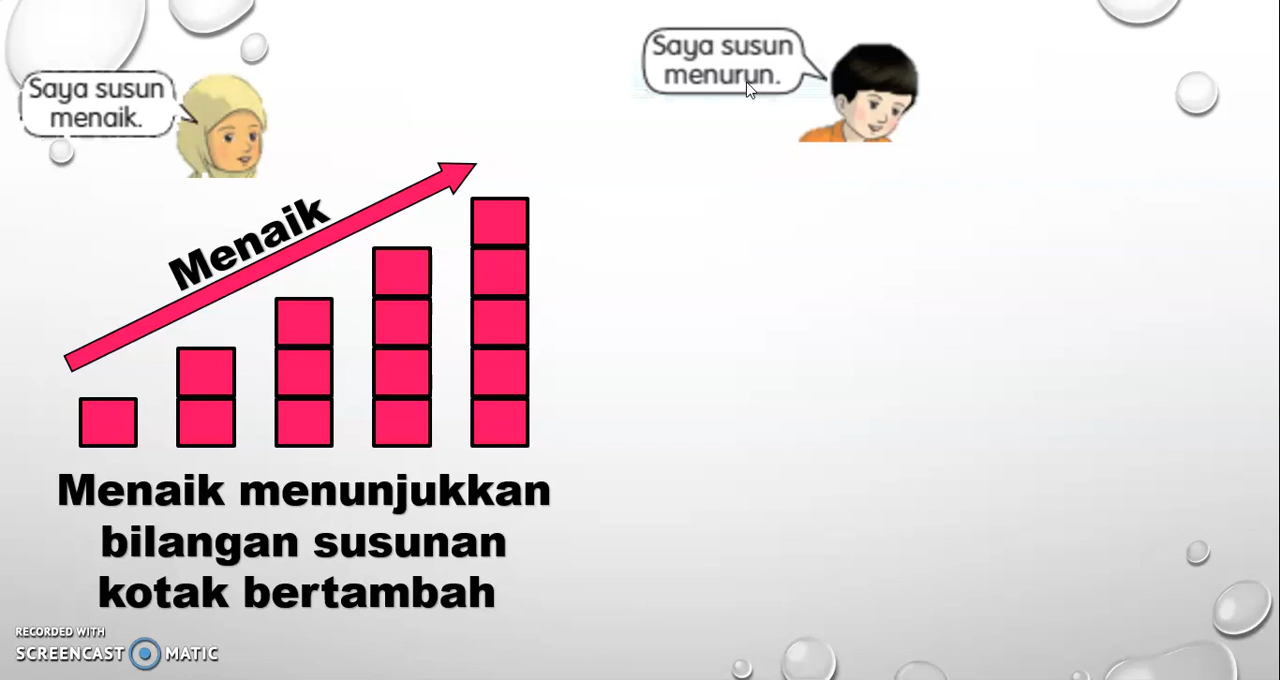 Saya susun
menaik.
Saya susun
menurun.
Menaik
Menaik menunjukkan
bilangan susunan
kotak bertambah
RECORDED WITH
SCREENCAST MATIC